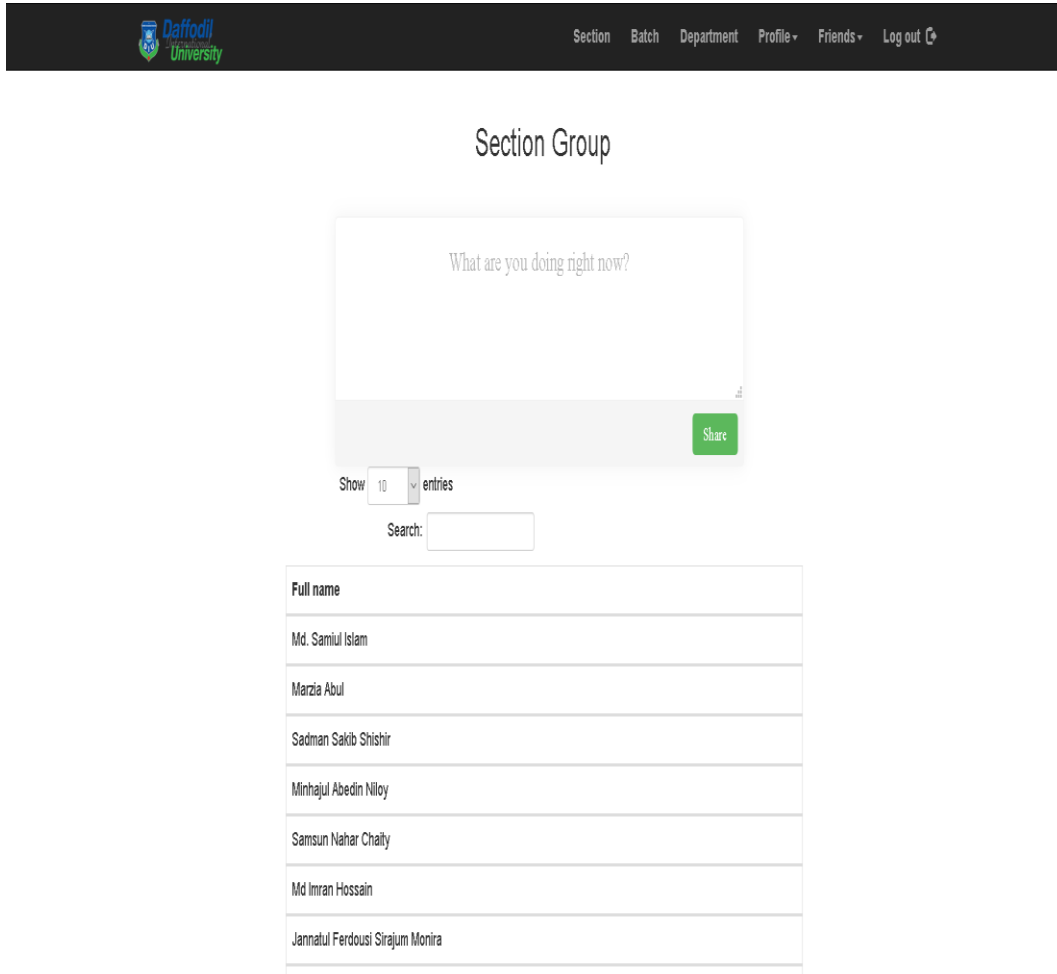 Daffodil
International
University
Section Batch Department Profile Friends Log out
Section Group
What are you doing right now?
Share
Show 10 entries
Search:
Full name
Md. Samiul Islam
Marzia Abul
Sadman Sakib Shishir
Minhajul Abedin Niloy
Samsun Nahar Chaity
Md Imran Hossain
Jannatul Ferdousi Sirajum Monira